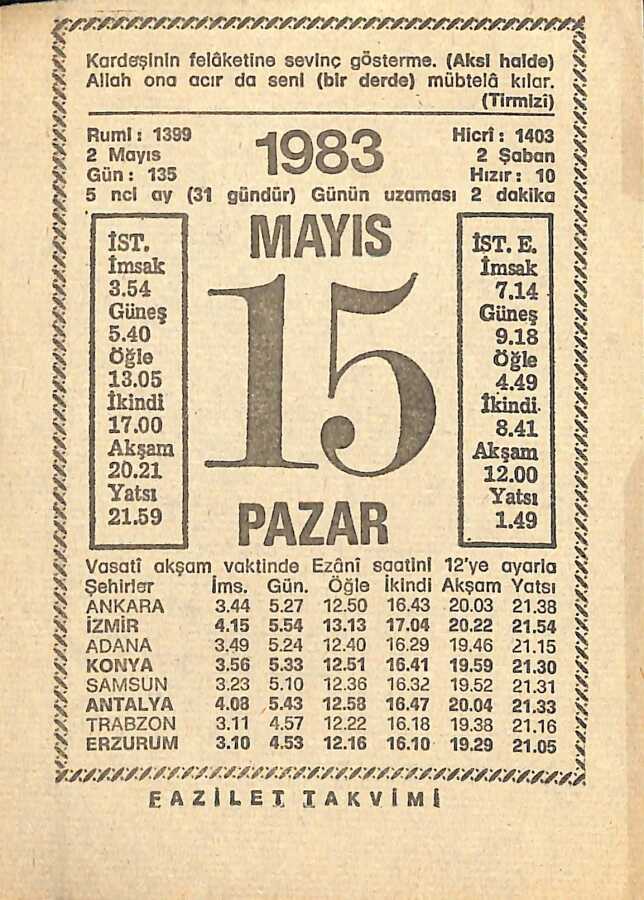 Kardeşinin felâketine sevinç gösterme. (Aksi halde)
Allah ona acır da seni (bir derde) mübtelâ kılar.
(Tirmizî)
Rumî : 1399
2 Mayıs
Gün : 135
1983
Hicrî : 1403
2 Şaban
Hızır : 10
5 nci ay (31 gündür) Günün uzaması 2 dakika
İST.
İmsak
3.54
Güneş
5.40
Öğle
13.05
İkindi
17.00
Akşam
20.21
Yatsı
21.59
MAYIS
15
PAZAR
İST. E.
İmsak
7.14
Güneş
9.18
Öğle
4.49
İkindi
8.41
Akşam
12.00
Yatsı
1.49
Vasatî akşam vaktinde Ezânî saatini 12'ye ayarla
Şehirler İms. Gün. Öğle İkindi Akşam Yatsı
ANKARA 3.44 5.27 12.50 16.43 20.03 21.38
İZMİR 4.15 5.54 13.13 17.04 20.22 21.54
ADANA 3.49 5.24 12.40 16.29 19.46 21.15
KONYA 3.56 5.33 12.51 16.41 19.59 21.30
SAMSUN 3.23 5.10 12.36 16.32 19.52 21.31
ANTALYA 4.08 5.43 12.58 16.47 20.04 21.33
TRABZON 3.11 4.57 12.22 16.18 19.38 21.16
ERZURUM 3.10 4.53 12.16 16.10 19.29 21.05
FAZİLET TAKVİMİ